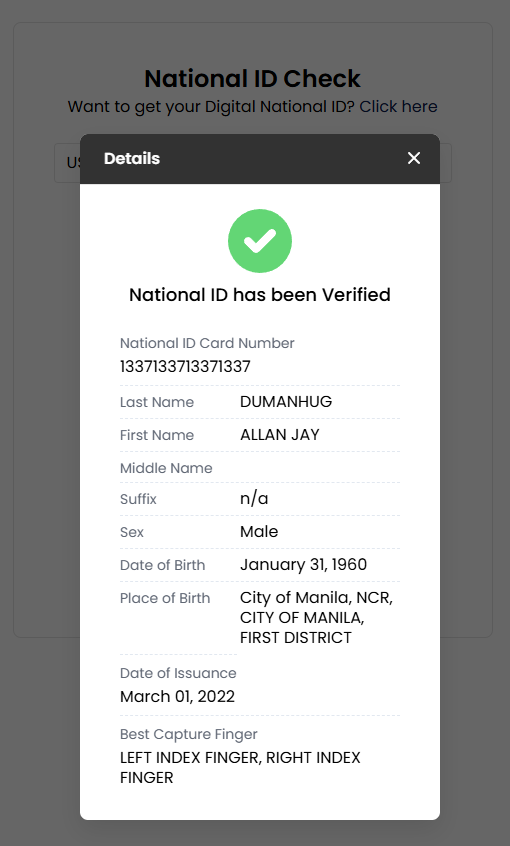 National ID Check
Want to get your Digital National ID? Click here
Details
National ID has been Verified
National ID Card Number
1337133713371337
Last Name DUMANHUG
First Name ALLAN JAY
Middle Name
Suffix n/a
Sex Male
Date of Birth January 31, 1960
Place of Birth City of Manila, NCR,
CITY OF MANILA,
FIRST DISTRICT
Date of Issuance
March 01, 2022
Best Capture Finger
LEFT INDEX FINGER, RIGHT INDEX
FINGER